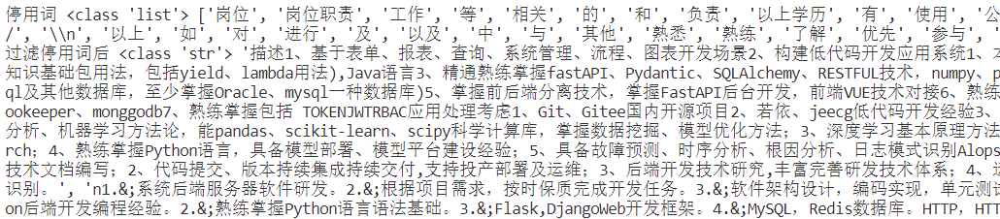 停用词 <class 'list'> ['岗位', '岗位职责', '工作', '等', '相关', '的', '和', '负责', '以上学历', '有', '使用', '公
/', '\\n', '以上', '如', '对', '进行', '及', '以及', '中', '与', '其他', '熟悉', '熟练', '了解', '优先', '参与', '
过滤停用词后 <class 'str'> '描述1、基于表单、报表、查询、系统管理、流程、图表开发场景2、构建低代码开发应用系统1、本
知识基础包用法，包括yield、lambda用法),Java语言3、精通熟练掌握fastAPI、Pydantic、SQLAlchemy、RESTFUL技术，numpy、p
ql及其他数据库，至少掌握Oracle、mysql一种数据库)5、掌握前后端分离技术，掌握FastAPI后台开发，前端VUE技术对接6、熟练
ookeeper、monggodb7、熟练掌握包括 TOKENJWTRBAC应用处理考虑1、Git、Gitee国内开源项目2、若依、jeecg低代码开发经验3、
分析、机器学习方法论，能pandas、scikit-learn、scipy科学计算库，掌握数据挖掘、模型优化方法；3、深度学习基本原理方法
rch；4、熟练掌握Python语言，具备模型部署、模型平台建设经验；5、具备故障预测、时序分析、根因分析、日志模式识别Alops
技术文档编写；2、代码提交、版本持续集成持续交付,支持投产部署及运维；3、后端开发技术研究,丰富完善研发技术体系；4、运
识别。', 'n1.&;系统后端服务器软件研发。2.&;根据项目需求，按时保质完成开发任务。3.&;软件架构设计，编码实现，单元测试
on后端开发编程经验。2.&;熟练掌握Python语言语法基础。3.&;Flask,DjangoWeb开发框架。4.&;MySQL，Redis数据库。HTTP，HTT